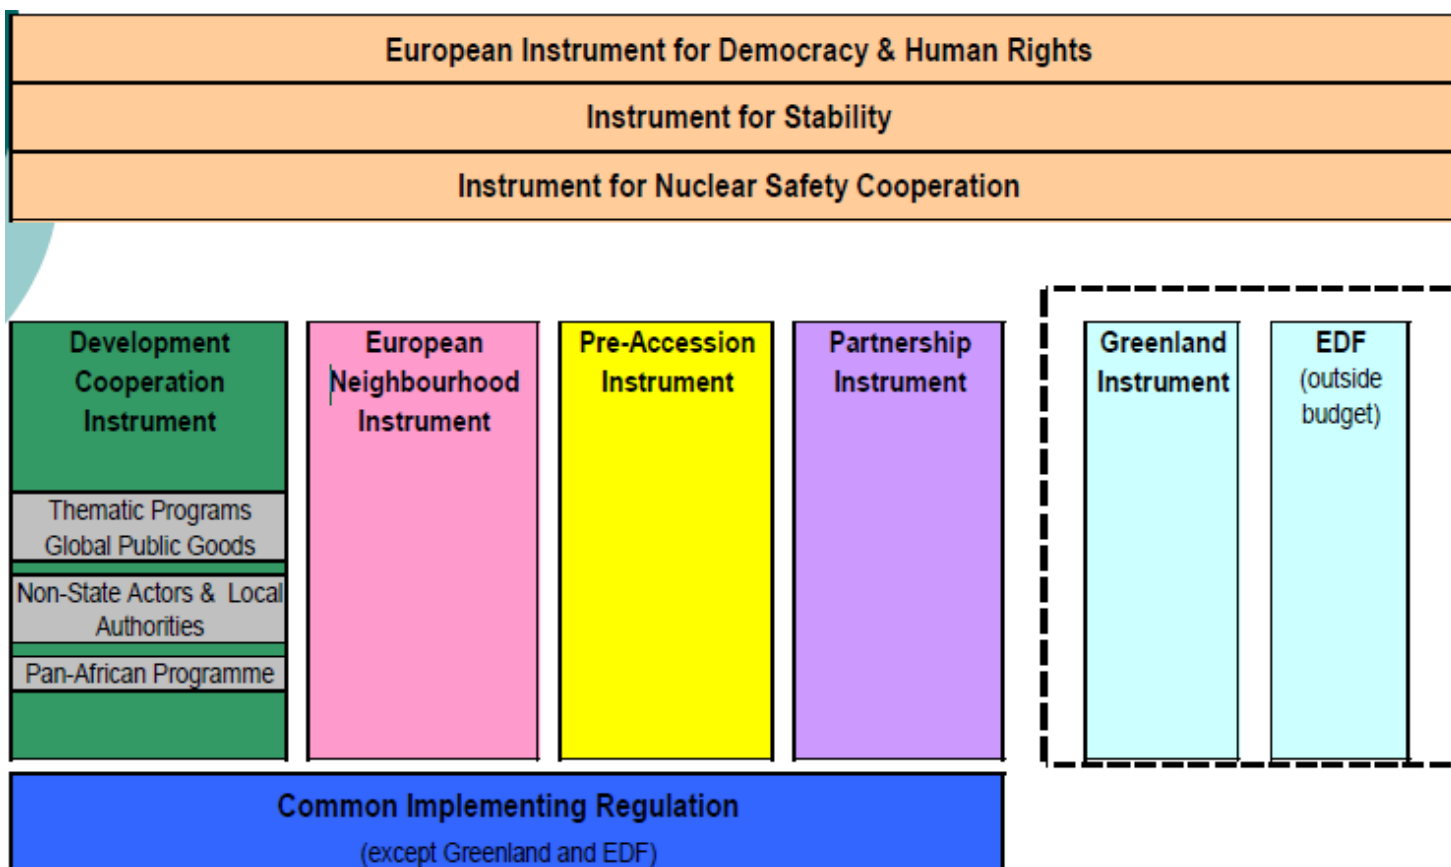 European Instrument for Democracy & Human Rights
Instrument for Stability
Instrument for Nuclear Safety Cooperation
Development
Cooperation
Instrument
Thematic Programs
Global Public Goods
Non-State Actors & Local
Authorities
Pan-African Programme
European
Neighbourhood
Instrument
Pre-Accession
Instrument
Partnership
Instrument
Greenland
Instrument
EDF
(outside
budget)
Common Implementing Regulation
(except Greenland and EDF)